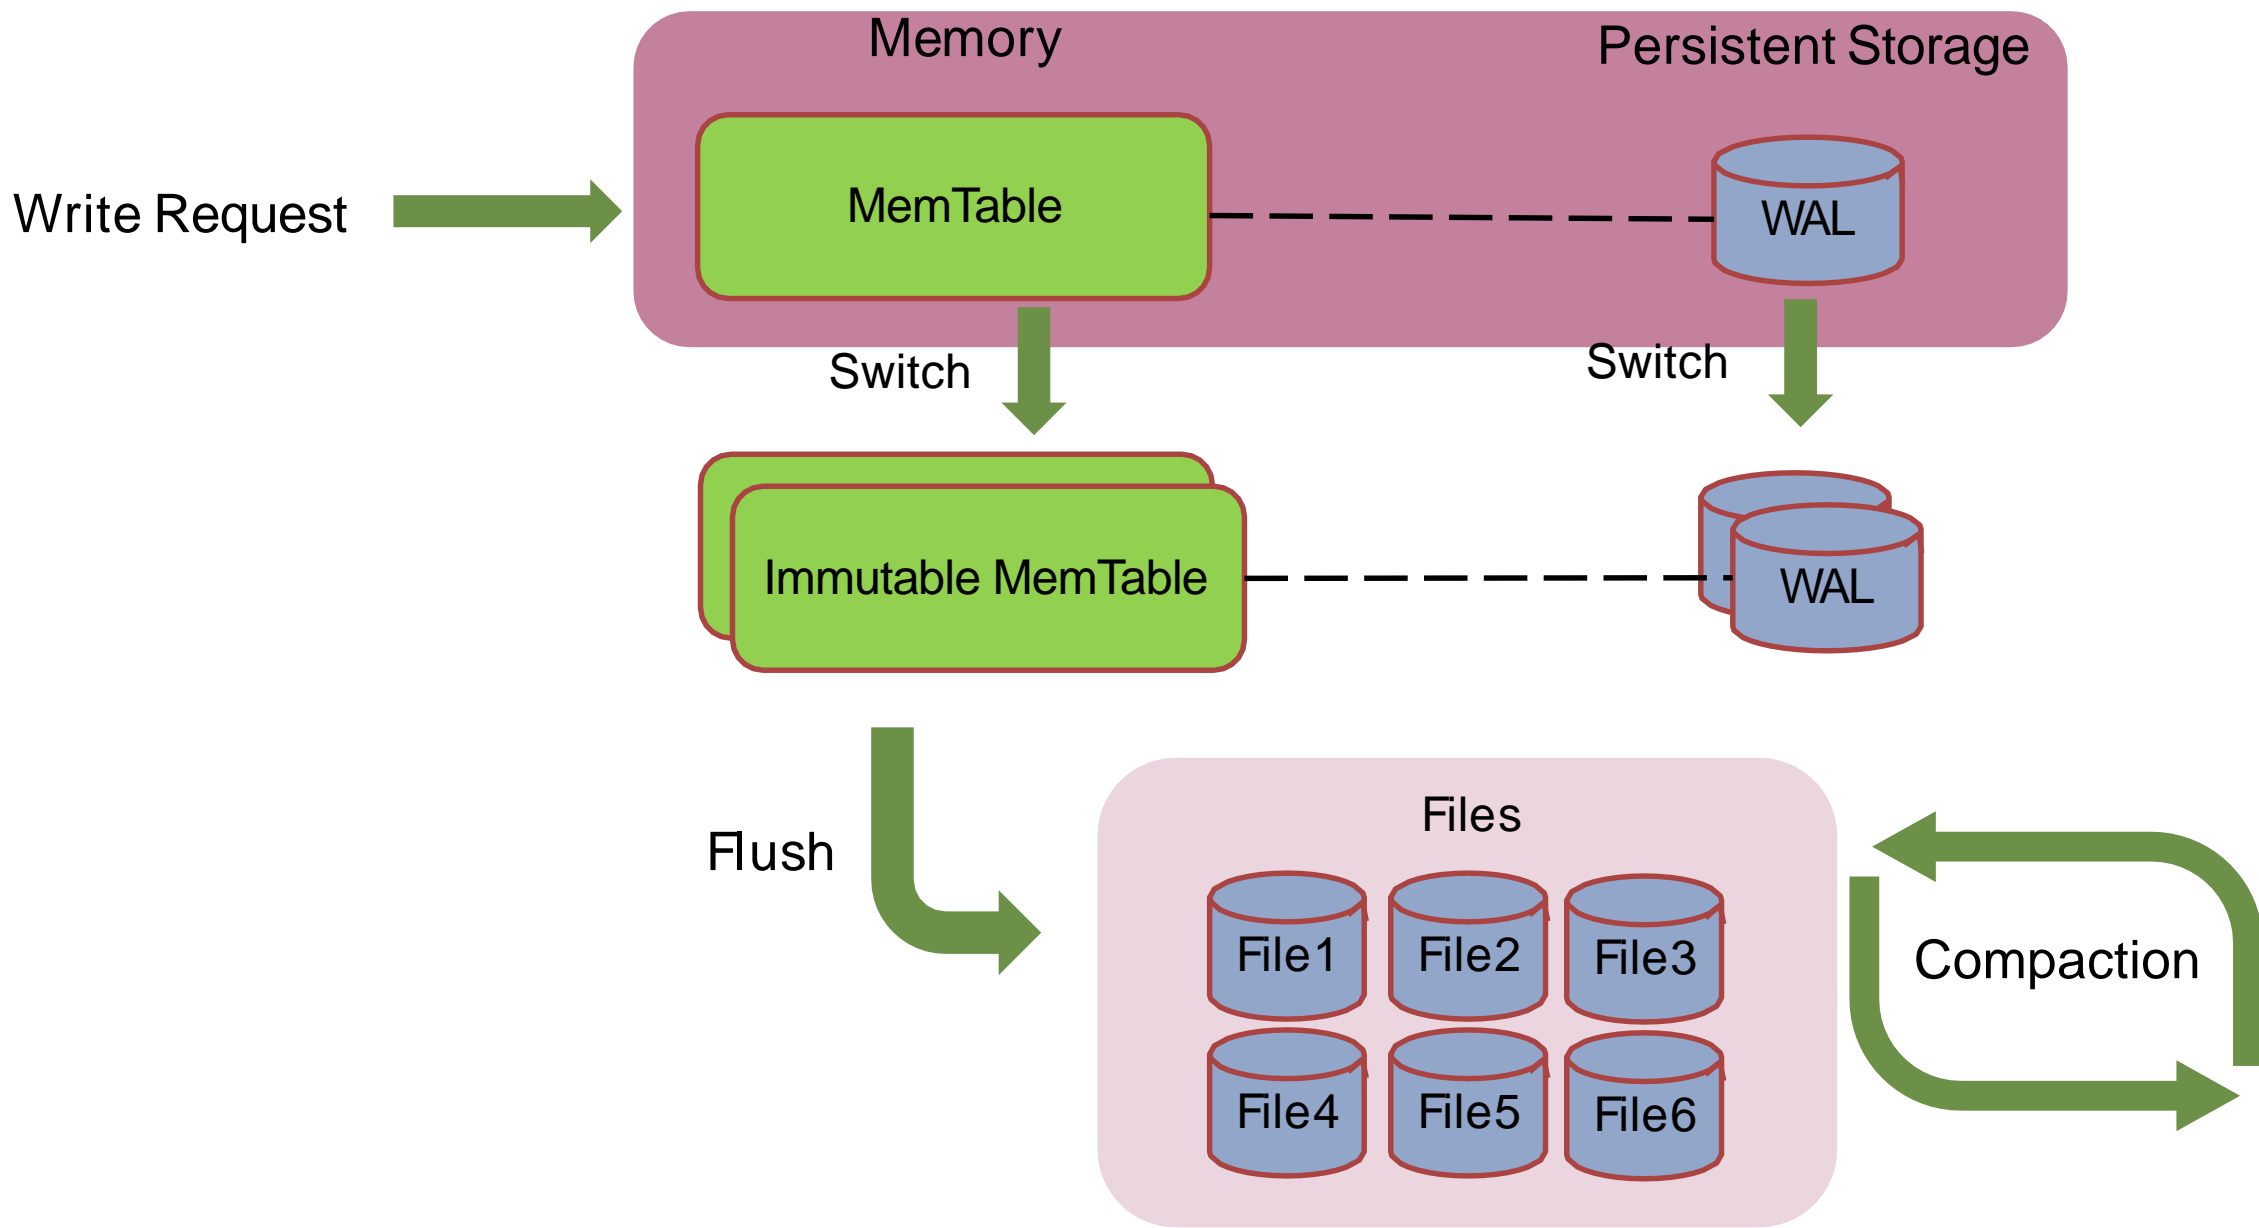 Memory
Persistent Storage
Write Request
MemTable
WAL
Switch
Switch
Immutable MemTable
WAL
Flush
Files
File1
File2
File3
Compaction
File4
File5
File6